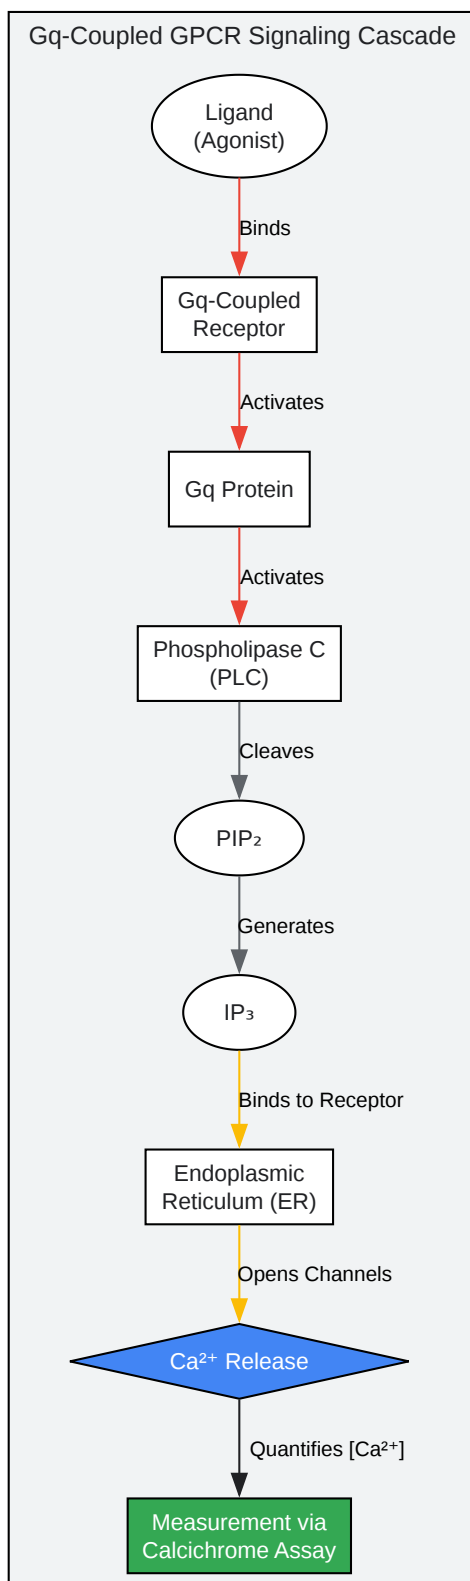 Gq-Coupled GPCR Signaling Cascade
Ligand
(Agonist)
Binds
Gq-Coupled
Receptor
Activates
Gq Protein
Activates
Phospholipase C
(PLC)
Cleaves
PIP₂
Generates
IP₃
Binds to Receptor
Endoplasmic
Reticulum (ER)
Opens Channels
Ca²⁺ Release
Quantifies [Ca²⁺]
Measurement via
Calcichrome Assay